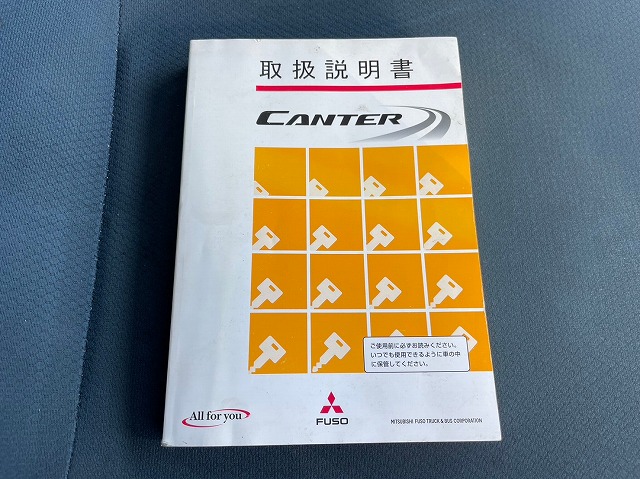 取扱説明書
CANTER
ご使用前に必ずお読みください。
いつでも使用できるように車の中
に保管してください。
All for you
FUSO
MITSUBISHI FUSO TRUCK & BUS CORPORATION